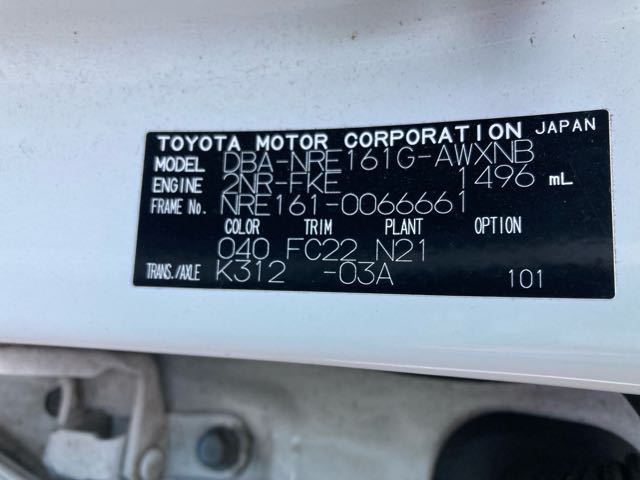 TOYOTA MOTOR CORPORATION JAPAN
MODEL DBA-NRE161G-AWXNB
ENGINE 2NR-FKE 1496 mL
FRAME No. NRE161-0066661
COLOR TRIM PLANT OPTION
040 FC22 N21
TRANS./AXLE K312 -03A 101